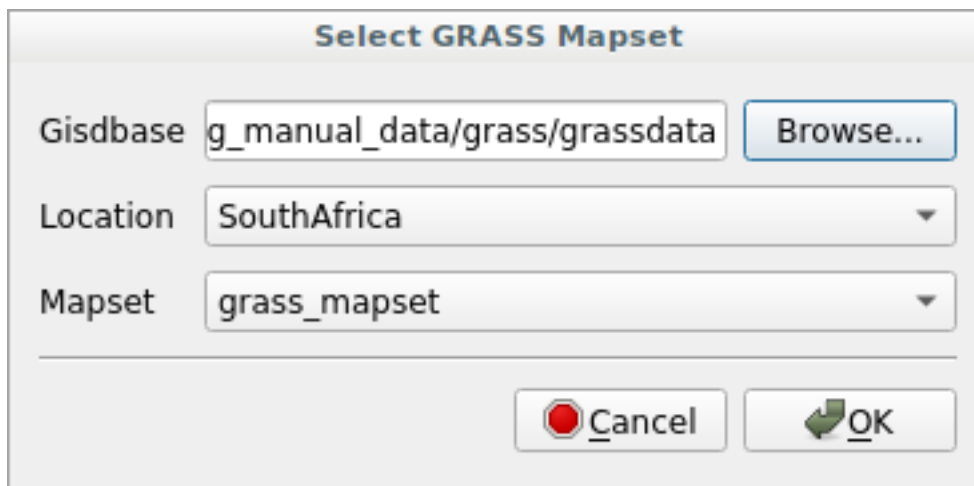 Select GRASS Mapset
Gisdbase g_manual_data/grass/grassdata Browse...
Location SouthAfrica
Mapset grass_mapset
Cancel OK